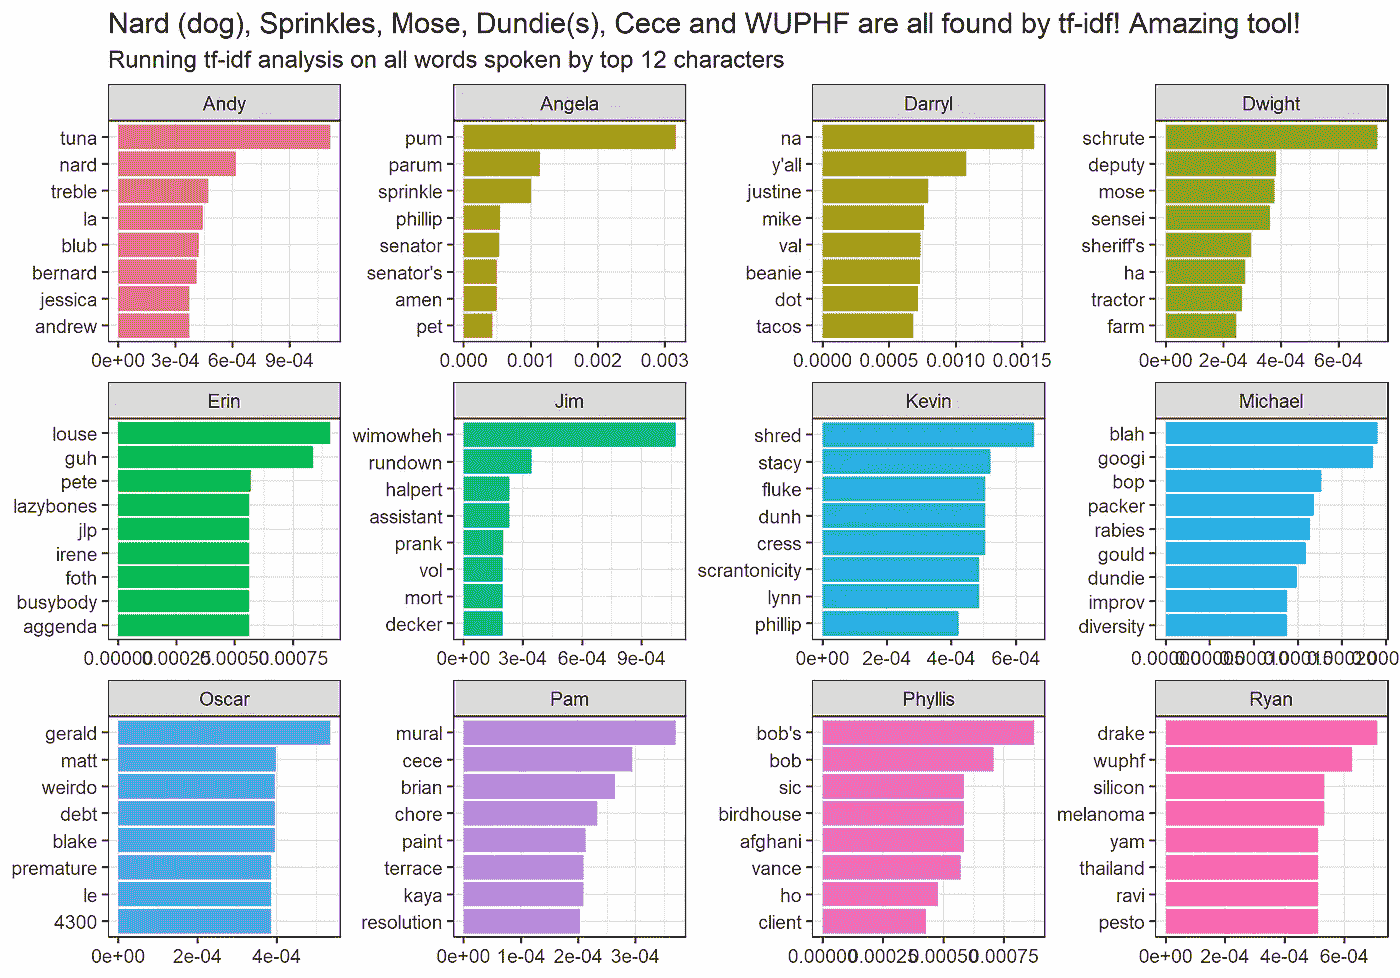 Nard (dog), Sprinkles, Mose, Dundie(s), Cece and WUPHF are all found by tf-idf! Amazing tool!
Running tf-idf analysis on all words spoken by top 12 characters
Andy
tuna
nard
treble
la
blub
bernard
jessica
andrew
0e+00 3e-04 6e-04 9e-04
Angela
pum
parum
sprinkle
phillip
senator
senator's
amen
pet
0.000 0.001 0.002 0.003
Darryl
na
y'all
justine
mike
val
beanie
dot
tacos
0.0000 0.0005 0.0010 0.0015
Dwight
schrute
deputy
mose
sensei
sheriff's
ha
tractor
farm
0e+00 2e-04 4e-04 6e-04
Erin
louse
guh
pete
lazybones
jlp
irene
foth
busybody
aggenda
0.00000 0.00025 0.00050 0.00075
Jim
wimowheh
rundown
halpert
assistant
prank
vol
mort
decker
0e+00 3e-04 6e-04 9e-04
Kevin
shred
stacy
fluke
dunh
cress
scrantonicity
lynn
phillip
0e+00 2e-04 4e-04 6e-04
Michael
blah
googi
bop
packer
rabies
gould
dundie
improv
diversity
Oscar
gerald
matt
weirdo
debt
blake
premature
le
4300
0e+00 2e-04 4e-04
Pam
mural
cece
brian
chore
paint
terrace
kaya
resolution
0e+00 1e-04 2e-04 3e-04
Phyllis
bob's
bob
sic
birdhouse
afghani
vance
ho
client
0.00000 0.00025 0.00050 0.00075
Ryan
drake
wuphf
silicon
melanoma
yam
thailand
ravi
pesto
0e+00 2e-04 4e-04 6e-04